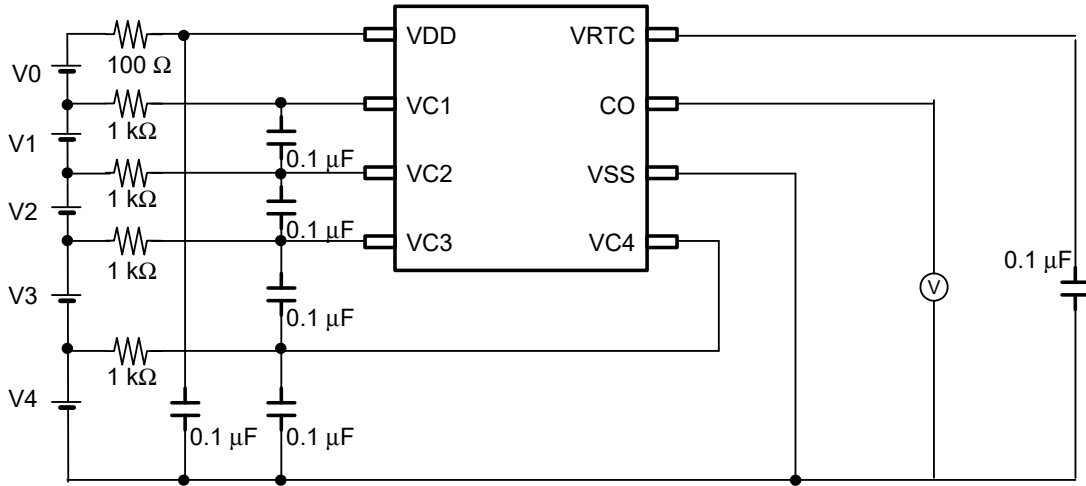 VDD VRTC
V0 100 Ω
VC1 CO
V1 1 kΩ
0.1 μF
VC2 VSS
V2 1 kΩ
0.1 μF
VC3 VC4
1 kΩ
0.1 μF
V3
V
0.1 μF
1 kΩ
V4
0.1 μF 0.1 μF